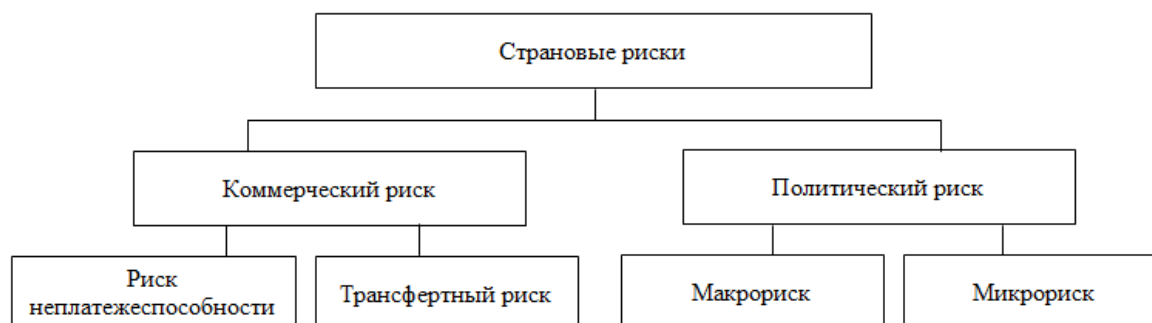 Страновые риски
Коммерческий риск
Политический риск
Риск
неплатежеспособности
Трансфертный риск
Макрориск
Микрориск